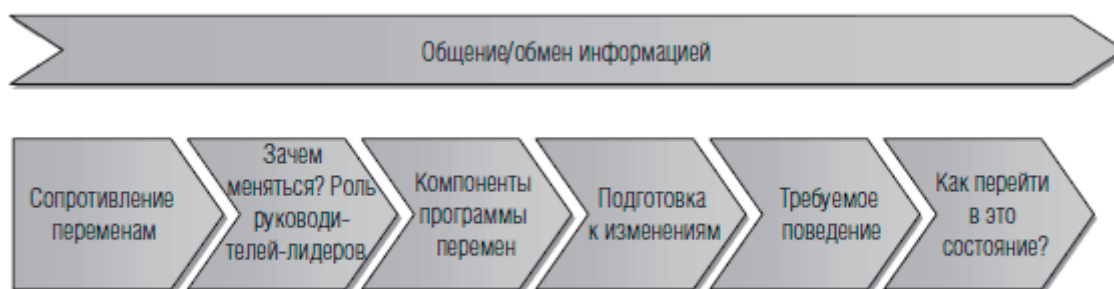 Общение/обмен информацией
Сопротивление
переменам
Зачем
меняться? Роль
руководи-
телей-лидеров
Компоненты
программы
перемен
Подготовка
к изменениям
Требуемое
поведение
Как перейти
в это
состояние?